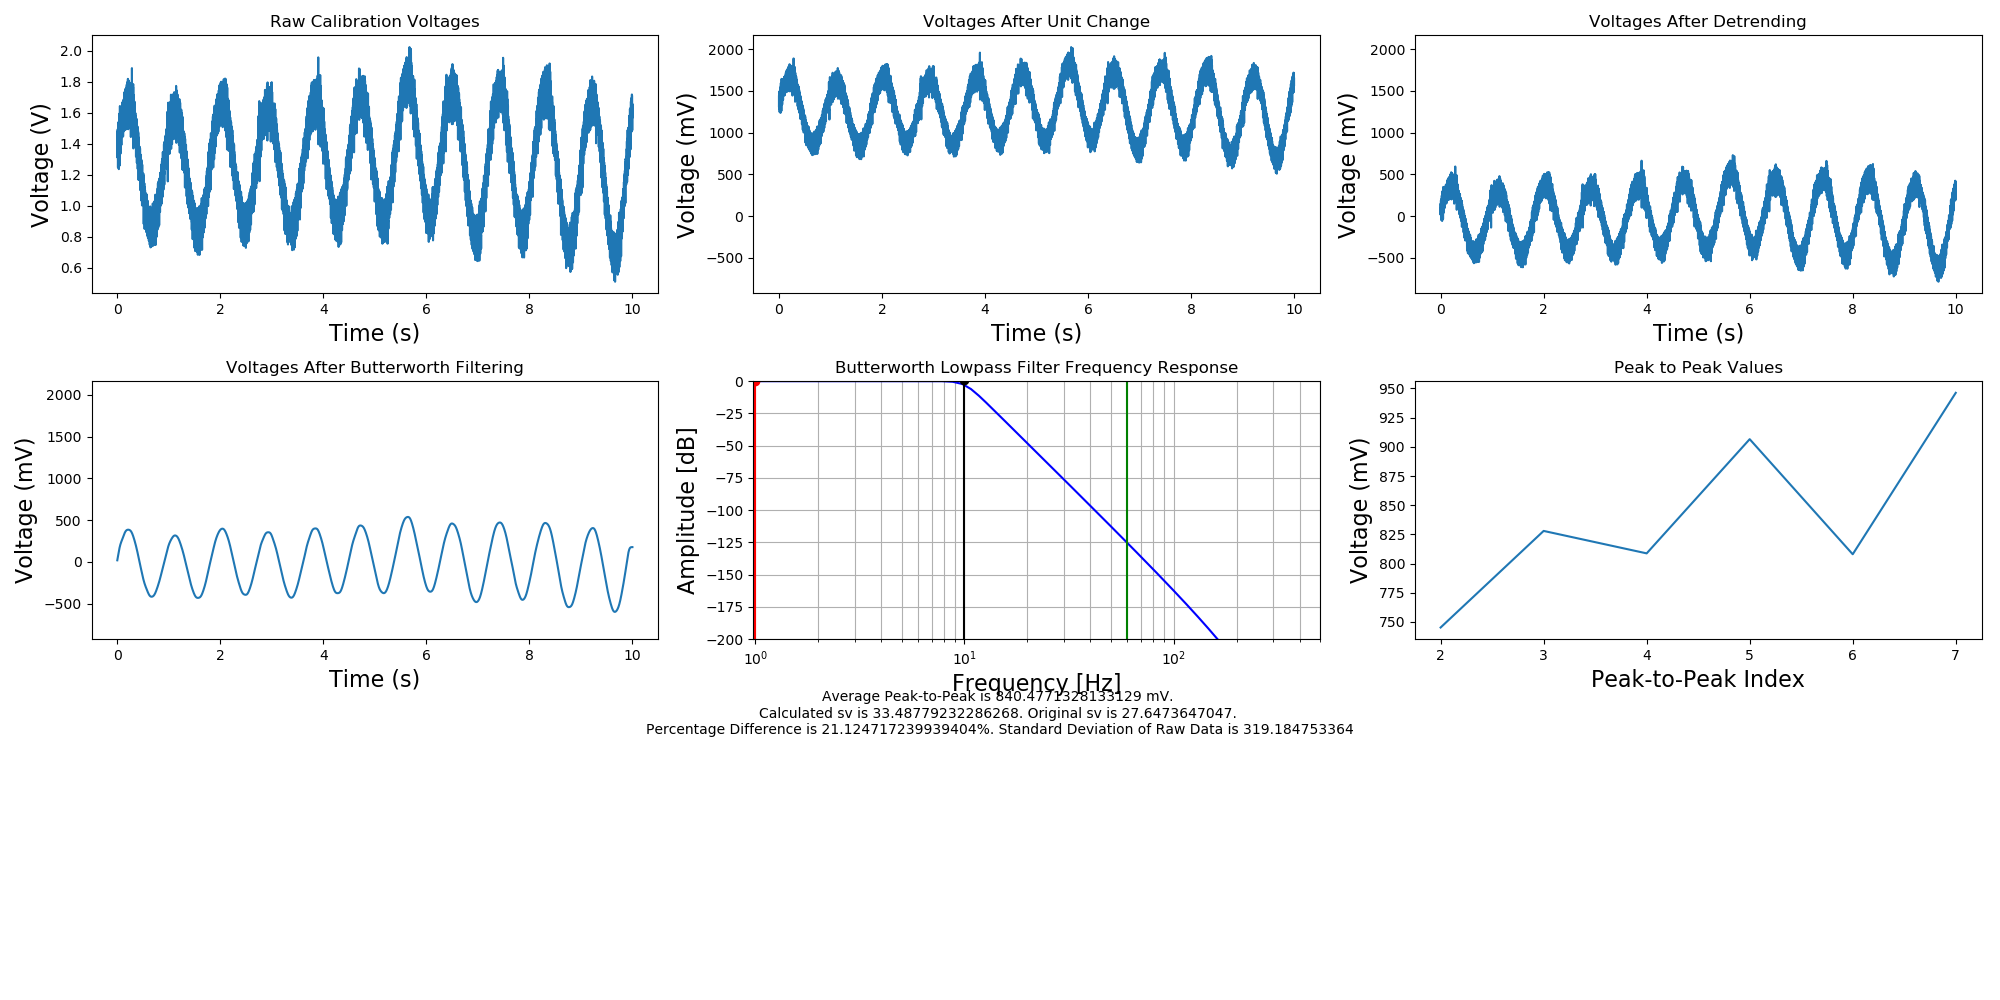 Raw Calibration Voltages
Voltage (V)
2.0
1.8
1.6
1.4
1.2
1.0
0.8
0.6
0 2 4 6 8 10
Time (s)
Voltages After Unit Change
Voltage (mV)
2000
1500
1000
500
0
−500
0 2 4 6 8 10
Time (s)
Voltages After Detrending
Voltage (mV)
2000
1500
1000
500
0
−500
0 2 4 6 8 10
Time (s)
Voltages After Butterworth Filtering
Voltage (mV)
2000
1500
1000
500
0
−500
0 2 4 6 8 10
Time (s)
Butterworth Lowpass Filter Frequency Response
Amplitude [dB]
0
−25
−50
−75
−100
−125
−150
−175
−200
10⁰ 10¹ 10²
Frequency [Hz]
Peak to Peak Values
Voltage (mV)
950
925
900
875
850
825
800
775
750
2 3 4 5 6 7
Peak-to-Peak Index
Average Peak-to-Peak is 840.4771328133129 mV.
Calculated sv is 33.48779232286268. Original sv is 27.6473647047.
Percentage Difference is 21.124717239939404%. Standard Deviation of Raw Data is 319.184753364